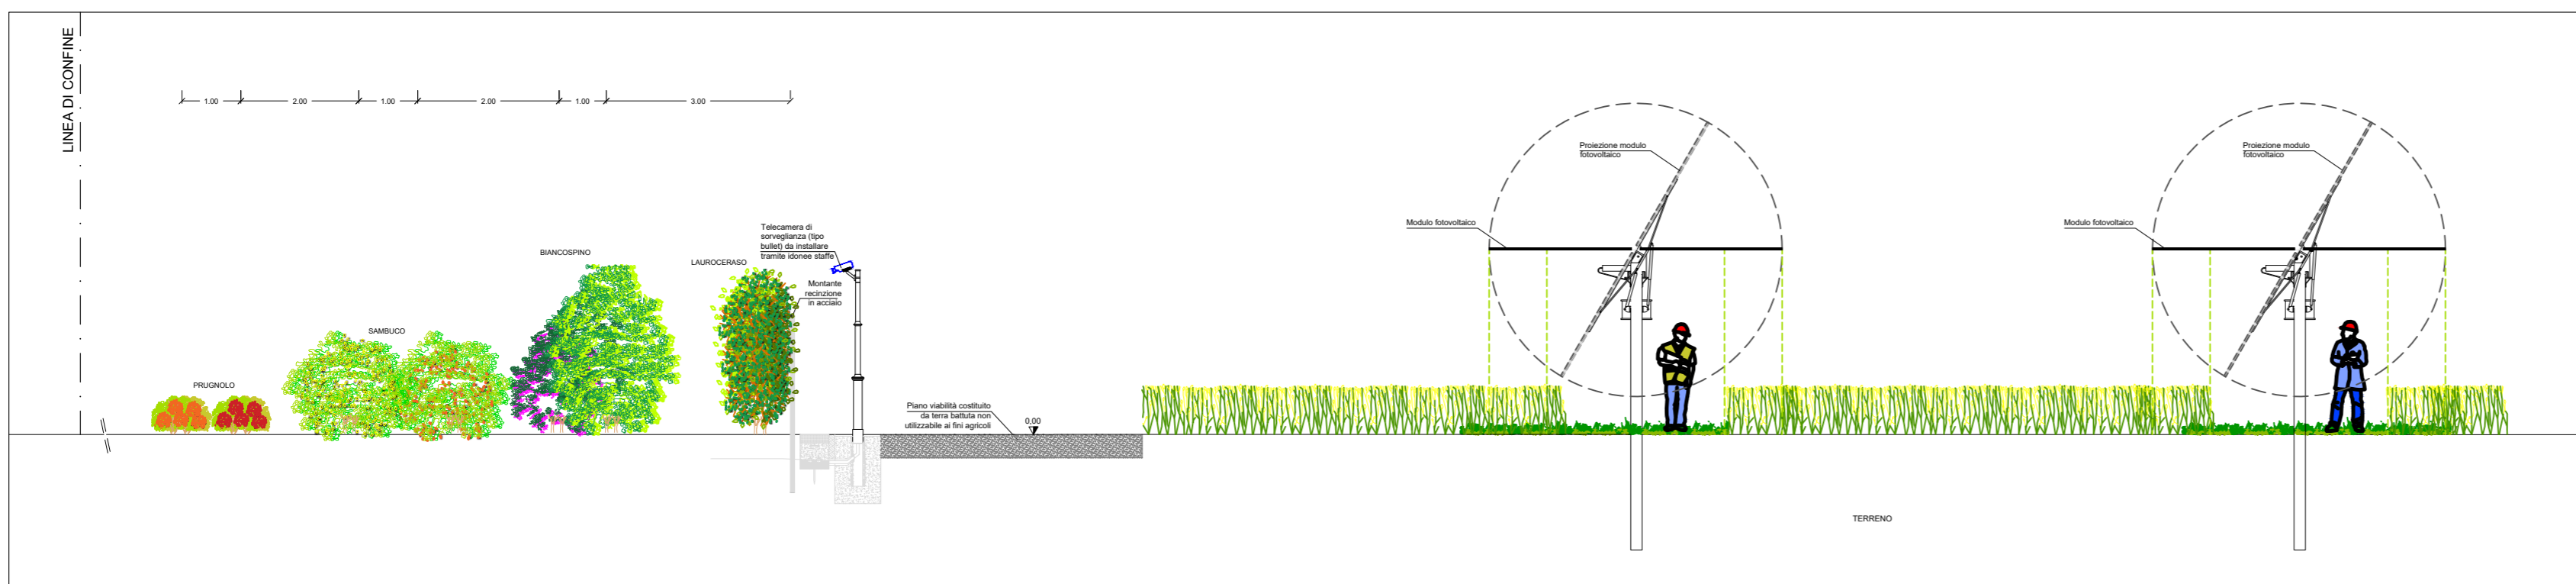 LINEA DI CONFINE
1.00
2.00
1.00
2.00
1.00
3.00
PRUGNOLO
SAMBUCO
BIANCOSPINO
LAUROCERASO
Telecamera di
sorveglianza (tipo
bullet) da installare
tramite idonee staffe
Montante
recinzione
in acciaio
Piano viabilità costituito
da terra battuta non
utilizzabile ai fini agricoli
0,00
Modulo fotovoltaico
Proiezione modulo
fotovoltaico
Modulo fotovoltaico
Proiezione modulo
fotovoltaico
TERRENO